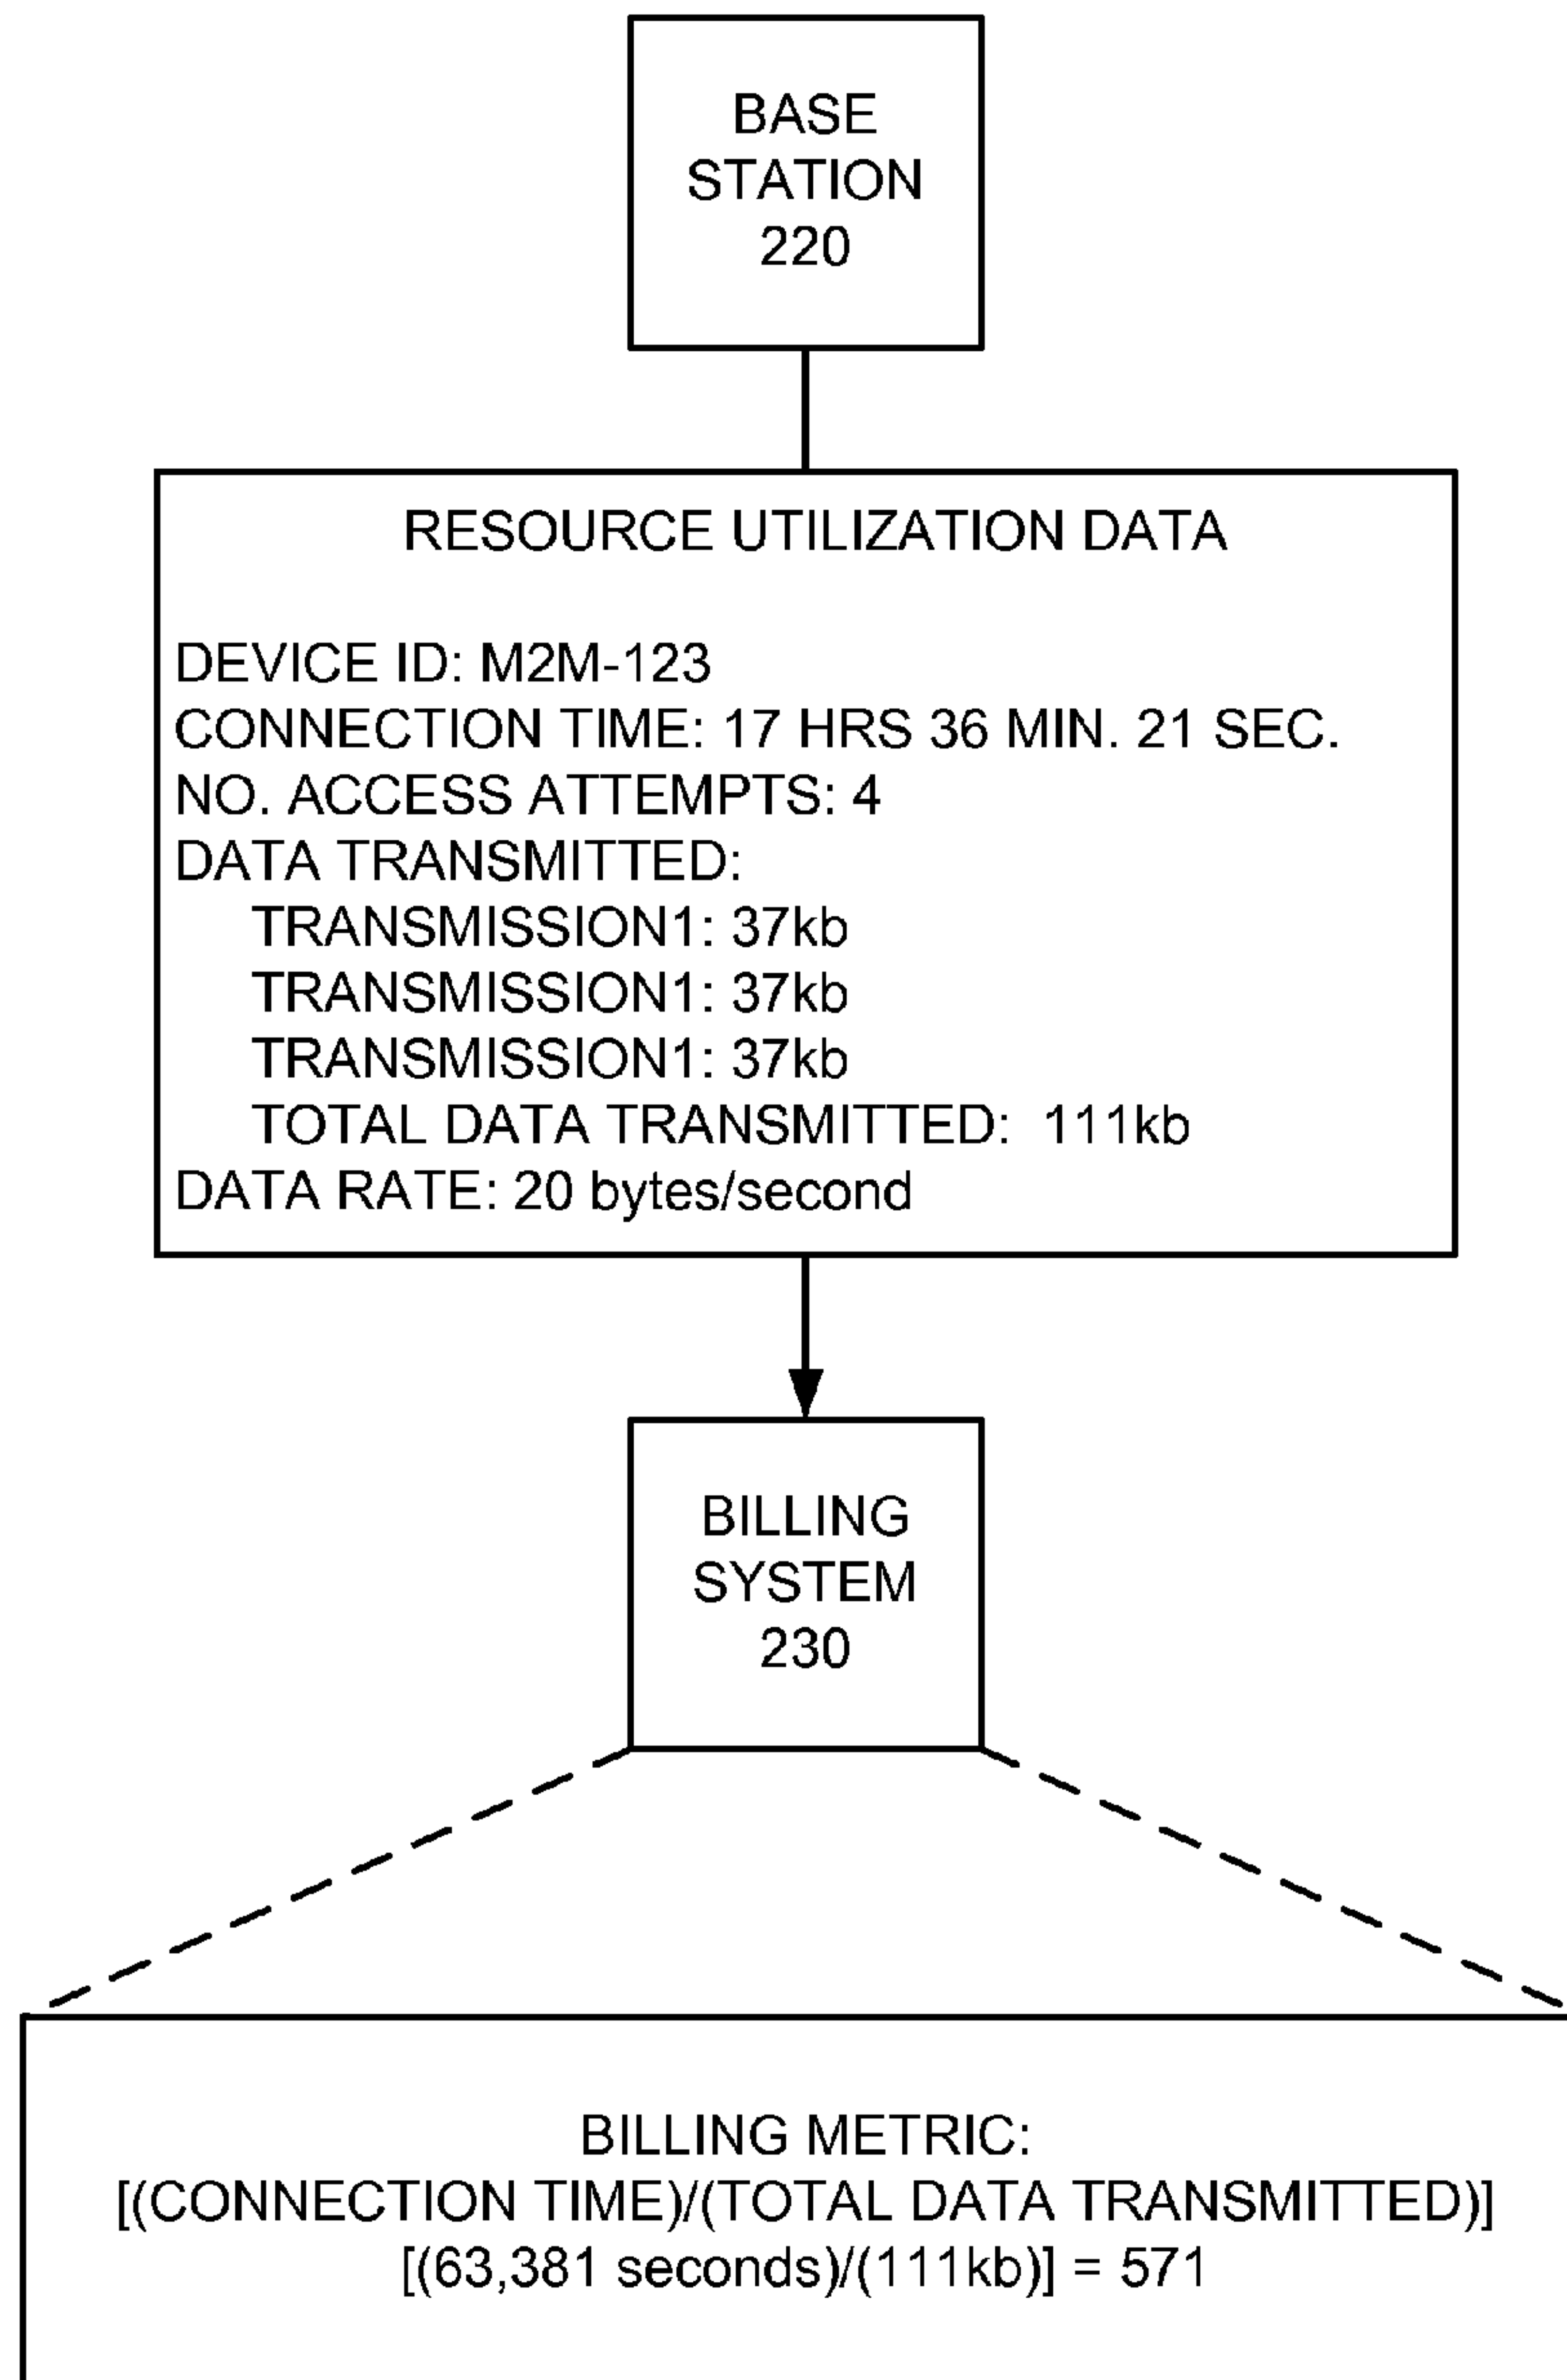 BASE
STATION
220
RESOURCE UTILIZATION DATA
DEVICE ID: M2M-123
CONNECTION TIME: 17 HRS 36 MIN. 21 SEC.
NO. ACCESS ATTEMPTS: 4
DATA TRANSMITTED:
TRANSMISSION1: 37kb
TRANSMISSION1: 37kb
TRANSMISSION1: 37kb
TOTAL DATA TRANSMITTED: 111kb
DATA RATE: 20 bytes/second
BILLING
SYSTEM
230
BILLING METRIC:
[(CONNECTION TIME)/(TOTAL DATA TRANSMITTED)]
[(63,381 seconds)/(111kb)] = 571